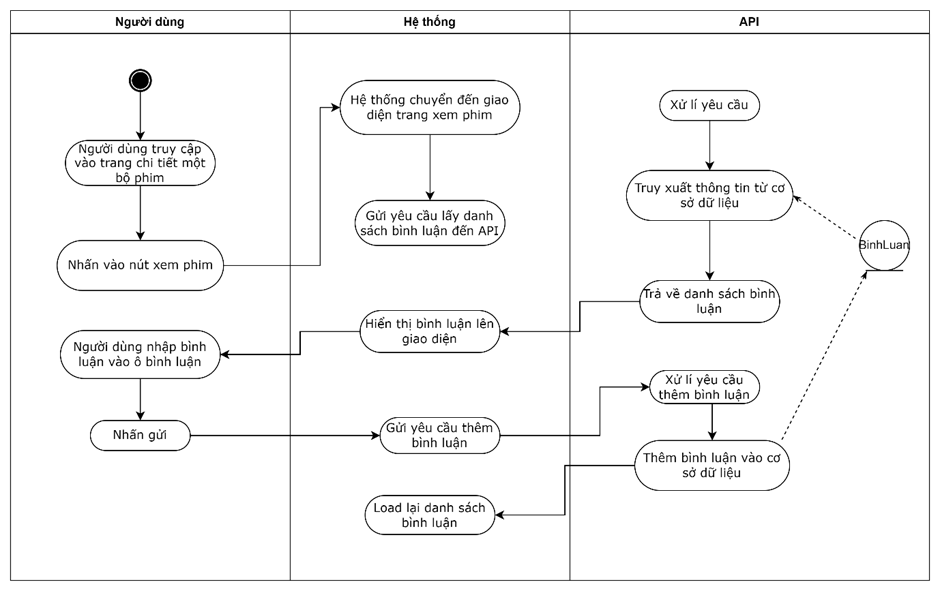 Người dùng
Hệ thống
API
Người dùng truy cập
vào trang chi tiết một
bộ phim
Nhấn vào nút xem phim
Hệ thống chuyển đến giao
diện trang xem phim
Gửi yêu cầu lấy danh
sách bình luận đến API
Xử lí yêu cầu
Truy xuất thông tin từ cơ
sở dữ liệu
BinhLuan
Trả về danh sách bình
luận
Hiển thị bình luận lên
giao diện
Người dùng nhập bình
luận vào ô bình luận
Nhấn gửi
Gửi yêu cầu thêm
bình luận
Xử lí yêu cầu
thêm bình luận
Thêm bình luận vào cơ
sở dữ liệu
Load lại danh sách
bình luận